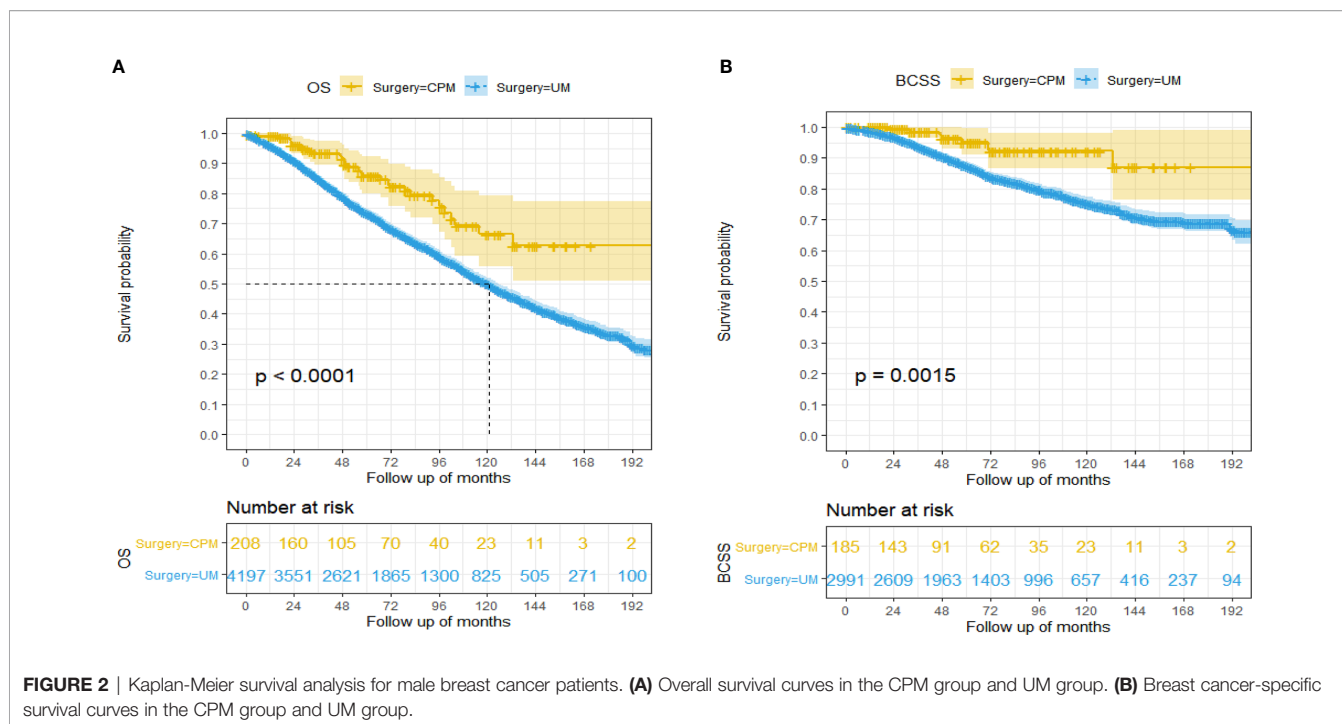 A
OS Surgery=CPM Surgery=UM
1.0
0.9
0.8
0.7
0.6
0.5
0.4
0.3
0.2
0.1
0.0
Survival probability
p < 0.0001
0 24 48 72 96 120 144 168 192
Follow up of months
Number at risk
OS
Surgery=CPM 208 160 105 70 40 23 11 3 2
Surgery=UM 4197 3551 2621 1865 1300 825 505 271 100
0 24 48 72 96 120 144 168 192
Follow up of months
B
BCSS Surgery=CPM Surgery=UM
1.0
0.9
0.8
0.7
0.6
0.5
0.4
0.3
0.2
0.1
0.0
Survival probability
p = 0.0015
0 24 48 72 96 120 144 168 192
Follow up of months
Number at risk
BCSS
Surgery=CPM 185 143 91 62 35 23 11 3 2
Surgery=UM 2991 2609 1963 1403 996 657 416 237 94
0 24 48 72 96 120 144 168 192
Follow up of months
FIGURE 2 | Kaplan-Meier survival analysis for male breast cancer patients. (A) Overall survival curves in the CPM group and UM group. (B) Breast cancer-specific
survival curves in the CPM group and UM group.